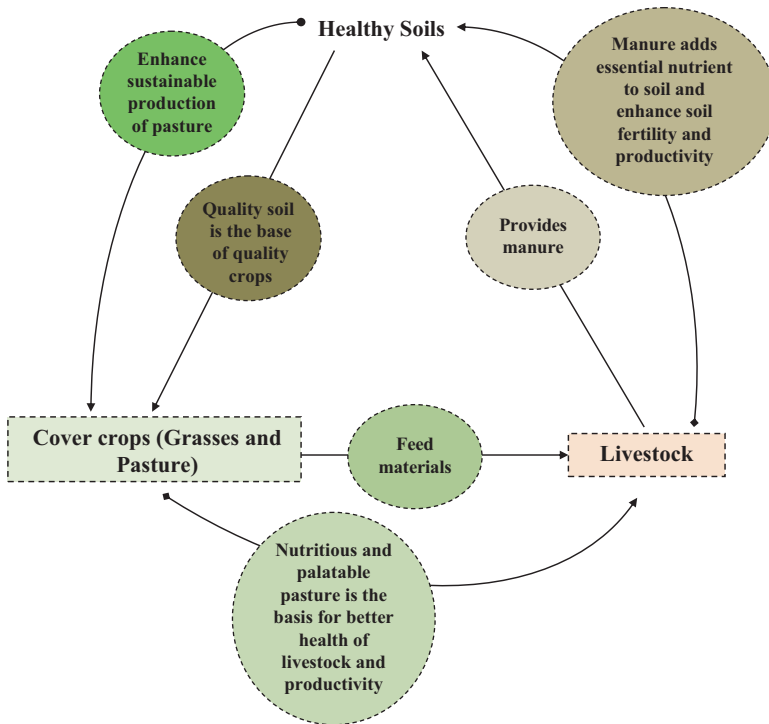 Healthy Soils
Enhance
sustainable
production
of pasture
Manure adds
essential nutrient
to soil and
enhance soil
fertility and
productivity
Quality soil
is the base
of quality
crops
Provides
manure
Cover crops (Grasses and
Pasture)
Feed
materials
Livestock
Nutritious and
palatable
pasture is the
basis for better
health of
livestock and
productivity